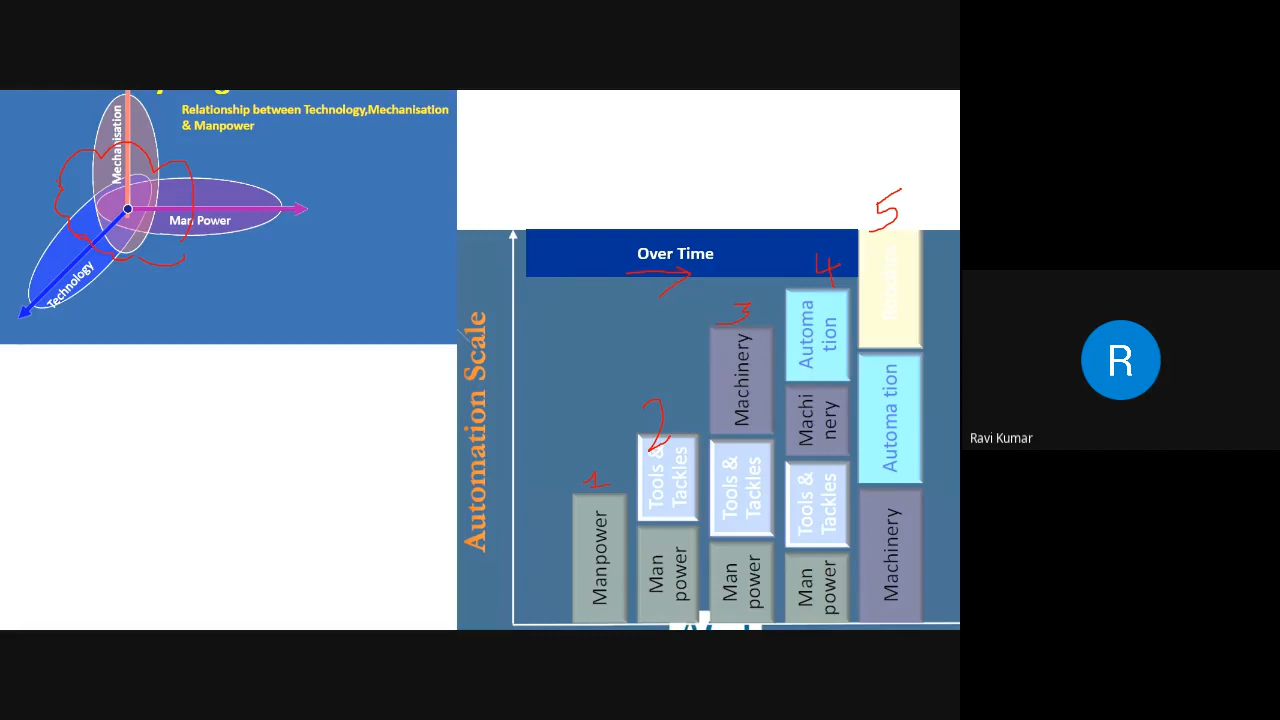 Relationship between Technology,Mechanisation
& Manpower
Mechanisation
Man Power
Technology
Over Time
Automation Scale
1
Manpower
2
Tools &
Tackles
Man
power
3
Machinery
Tools &
Tackles
Man
power
4
Automa
tion
Machi
nery
Tools &
Tackles
Man
power
5
Robotics
Automa tion
Machinery
R
Ravi Kumar